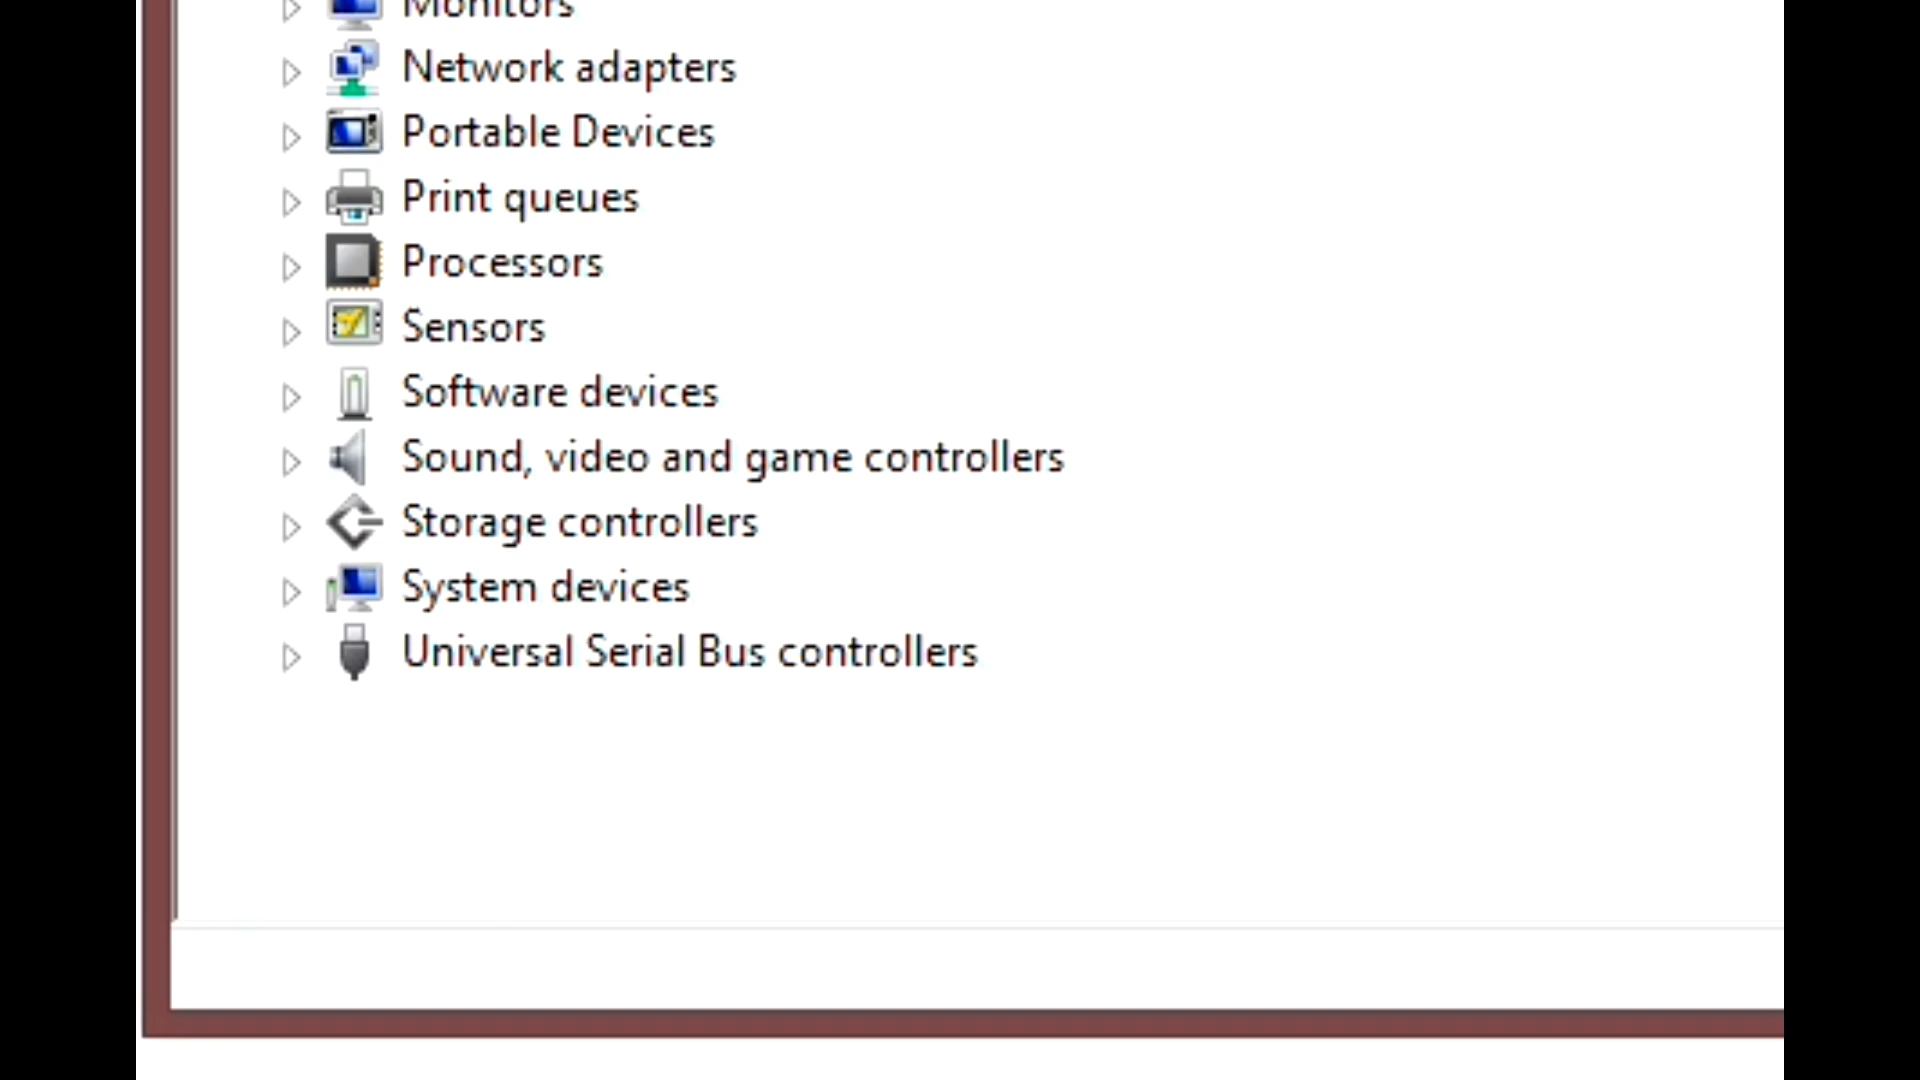 Monitors
Network adapters
Portable Devices
Print queues
Processors
Sensors
Software devices
Sound, video and game controllers
Storage controllers
System devices
Universal Serial Bus controllers